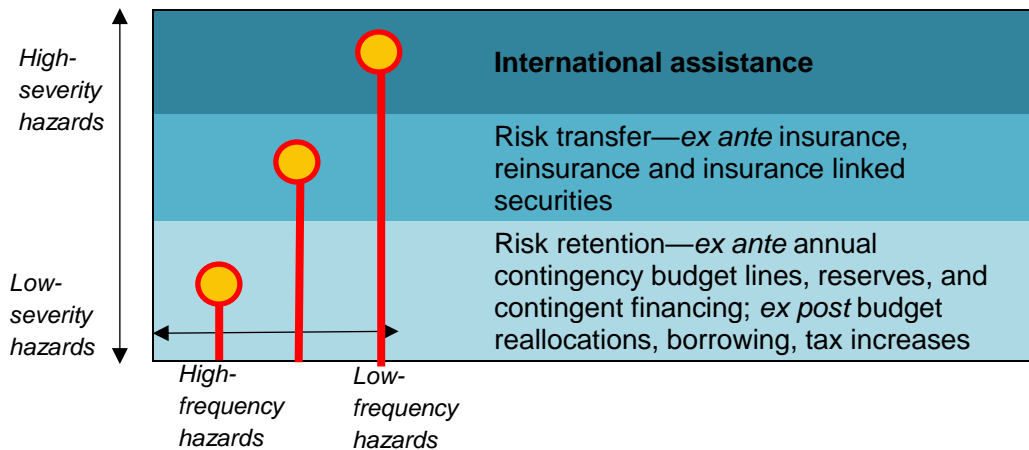 High-
severity
hazards
International assistance
Risk transfer—ex ante insurance,
reinsurance and insurance linked
securities
Risk retention—ex ante annual
contingency budget lines, reserves, and
contingent financing; ex post budget
reallocations, borrowing, tax increases
Low-
severity
hazards
High-
frequency
hazards
Low-
frequency
hazards